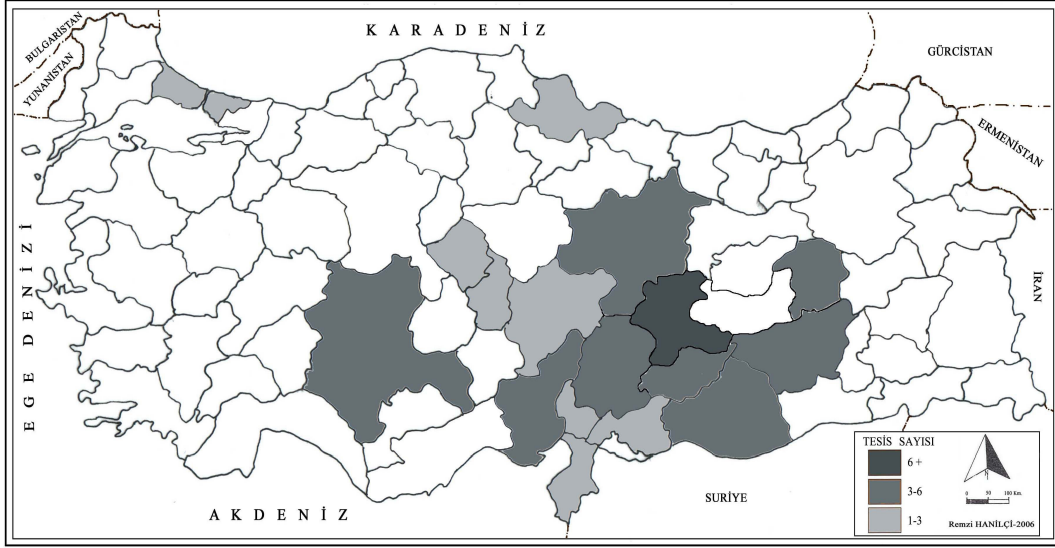 KARADENİZ
BULGARİSTAN
YUNANİSTAN
GÜRCİSTAN
ERMENİSTAN
İRAN
EGE DENİZİ
AKDENİZ
SURİYE
TESİS SAYISI
6 +
3-6
1-3
N
0 50 100 Km.
Remzi HANİLÇİ-2006